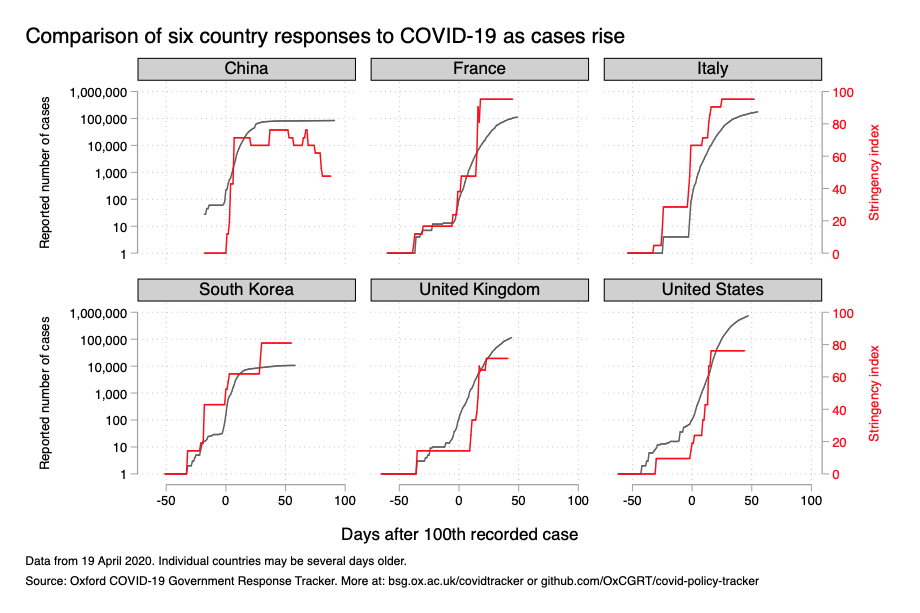 Comparison of six country responses to COVID-19 as cases rise
China
France
Italy
Reported number of cases
1,000,000
100,000
10,000
1,000
100
10
1
100
80
60
40
20
0
Stringency index
South Korea
United Kingdom
United States
Reported number of cases
1,000,000
100,000
10,000
1,000
100
10
1
100
80
60
40
20
0
Stringency index
-50 0 50 100 -50 0 50 100 -50 0 50 100
Days after 100th recorded case
Data from 19 April 2020. Individual countries may be several days older.
Source: Oxford COVID-19 Government Response Tracker. More at: bsg.ox.ac.uk/covidtracker or github.com/OxCGRT/covid-policy-tracker